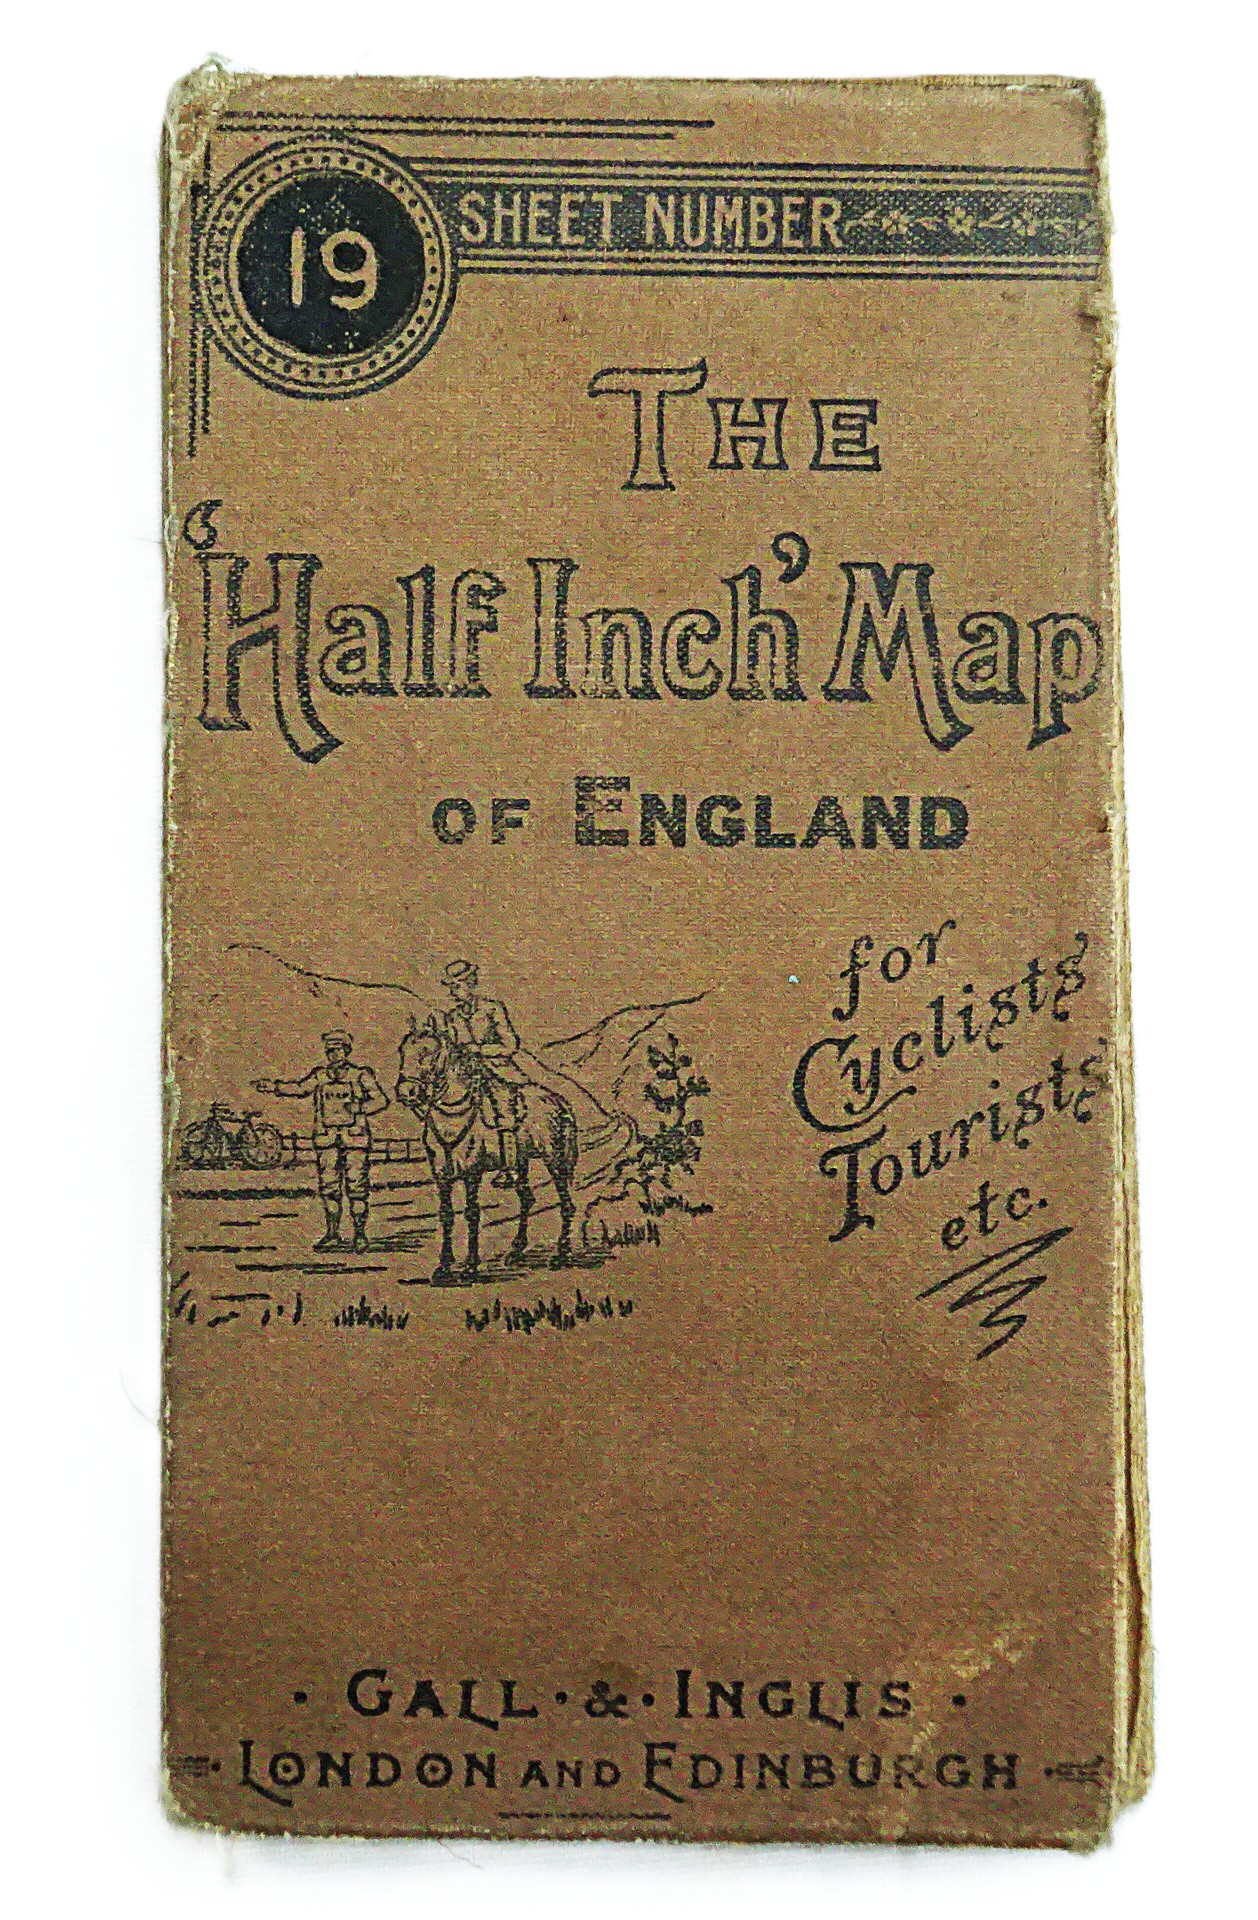 19 SHEET NUMBER
THE
'Half Inch' Map
OF ENGLAND
for
Cyclists
Tourists
etc.
· GALL · & · INGLIS ·
LONDON AND EDINBURGH